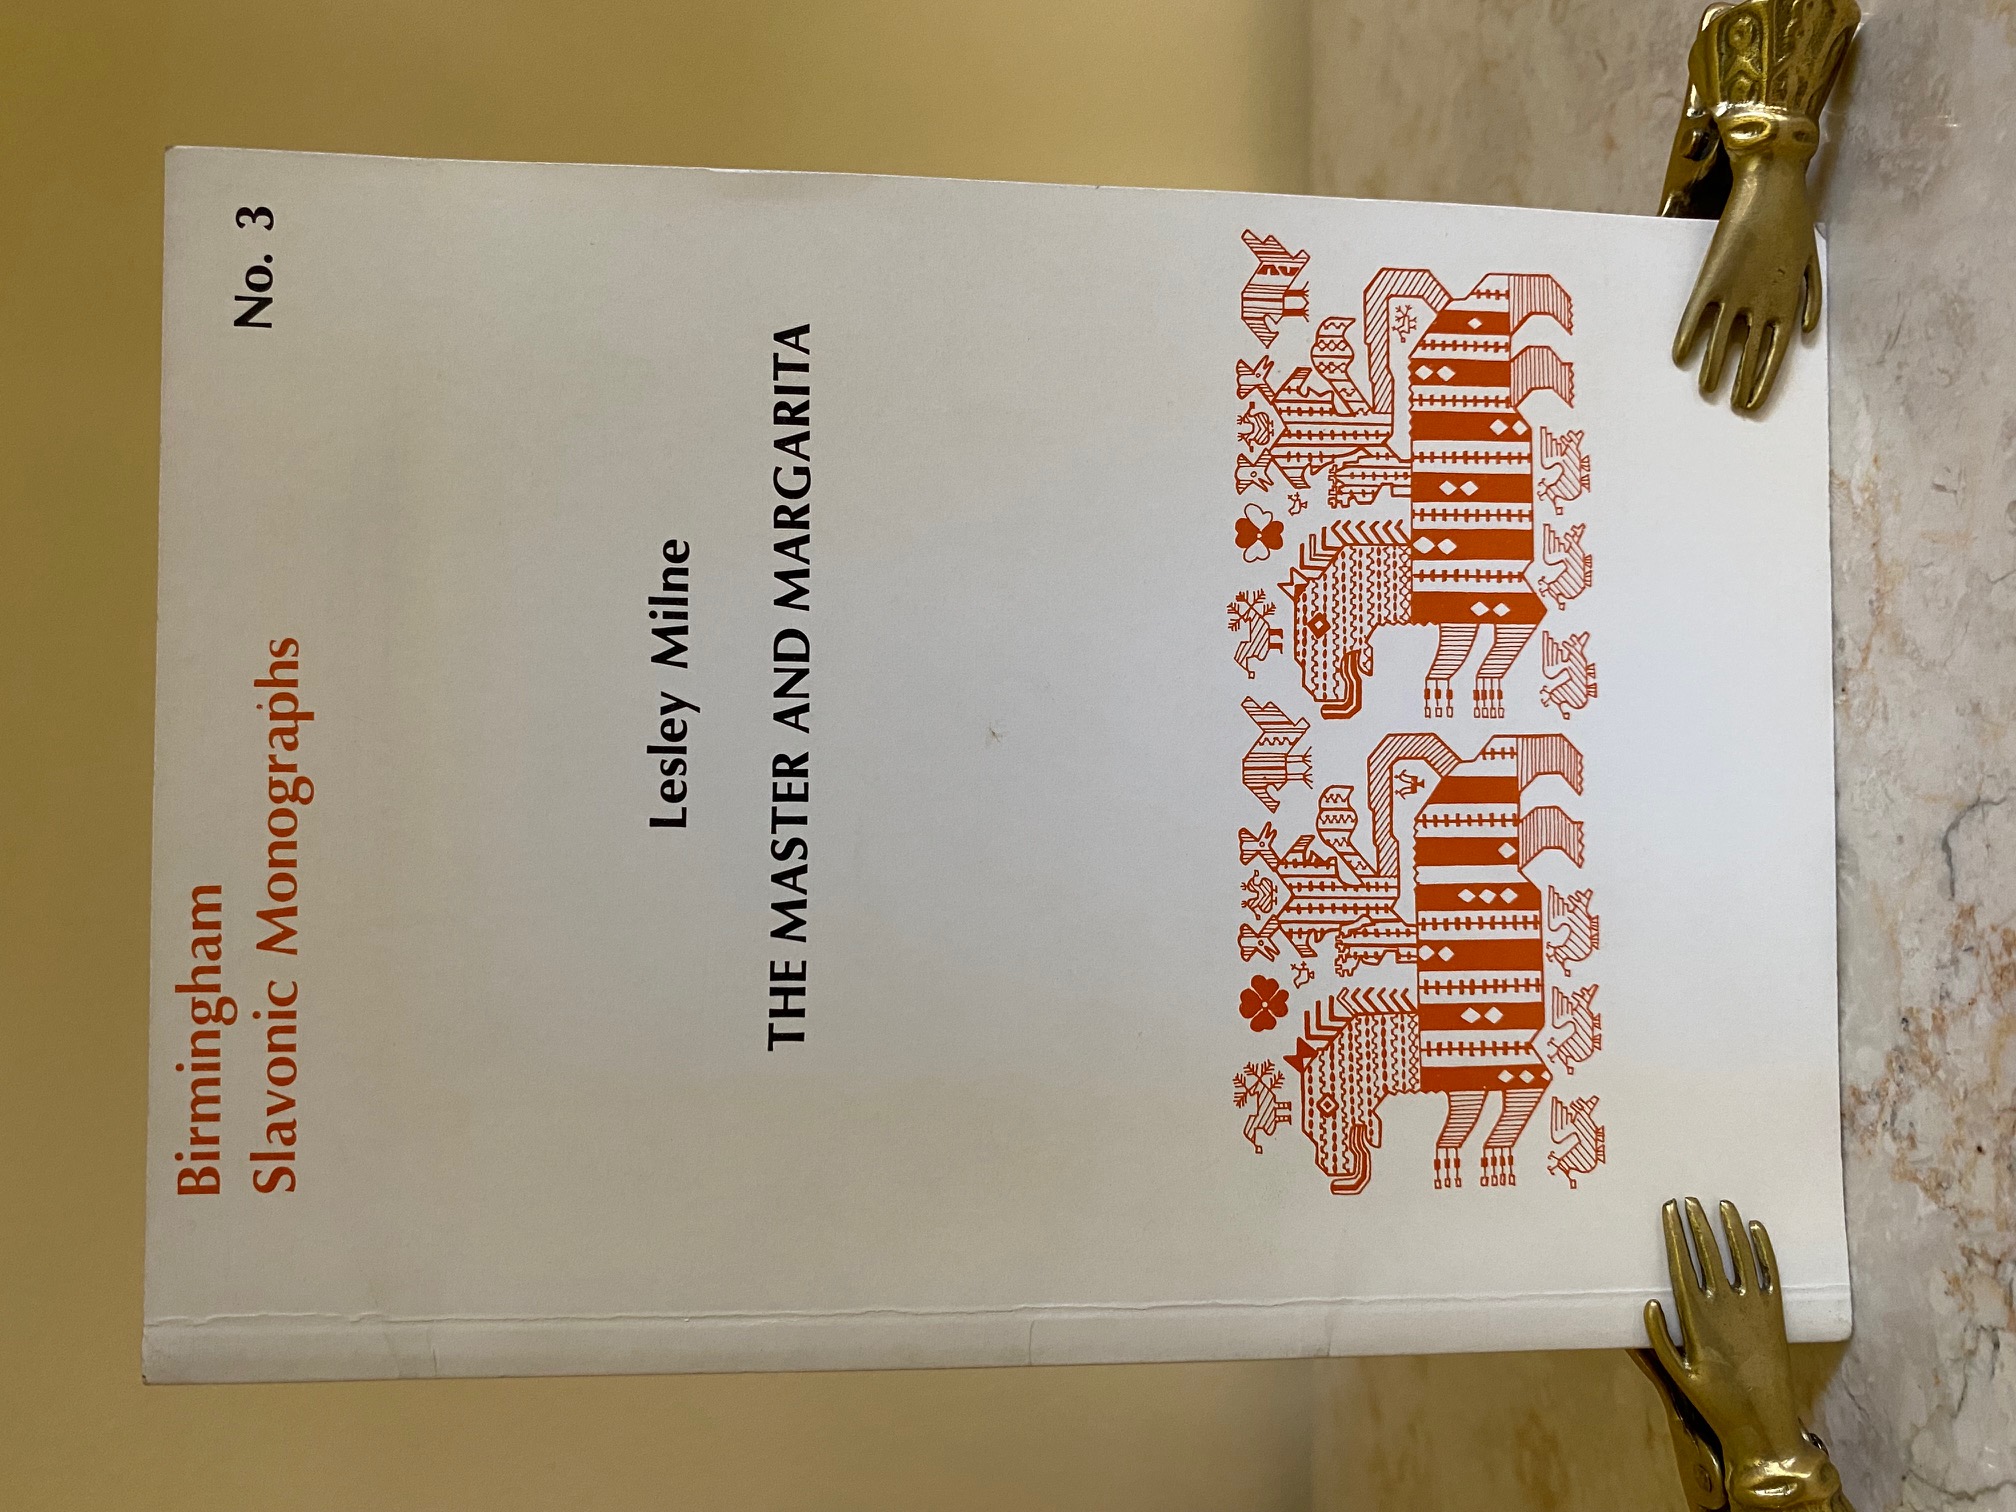 Birmingham
Slavonic Monographs
No. 3
Lesley Milne
THE MASTER AND MARGARITA